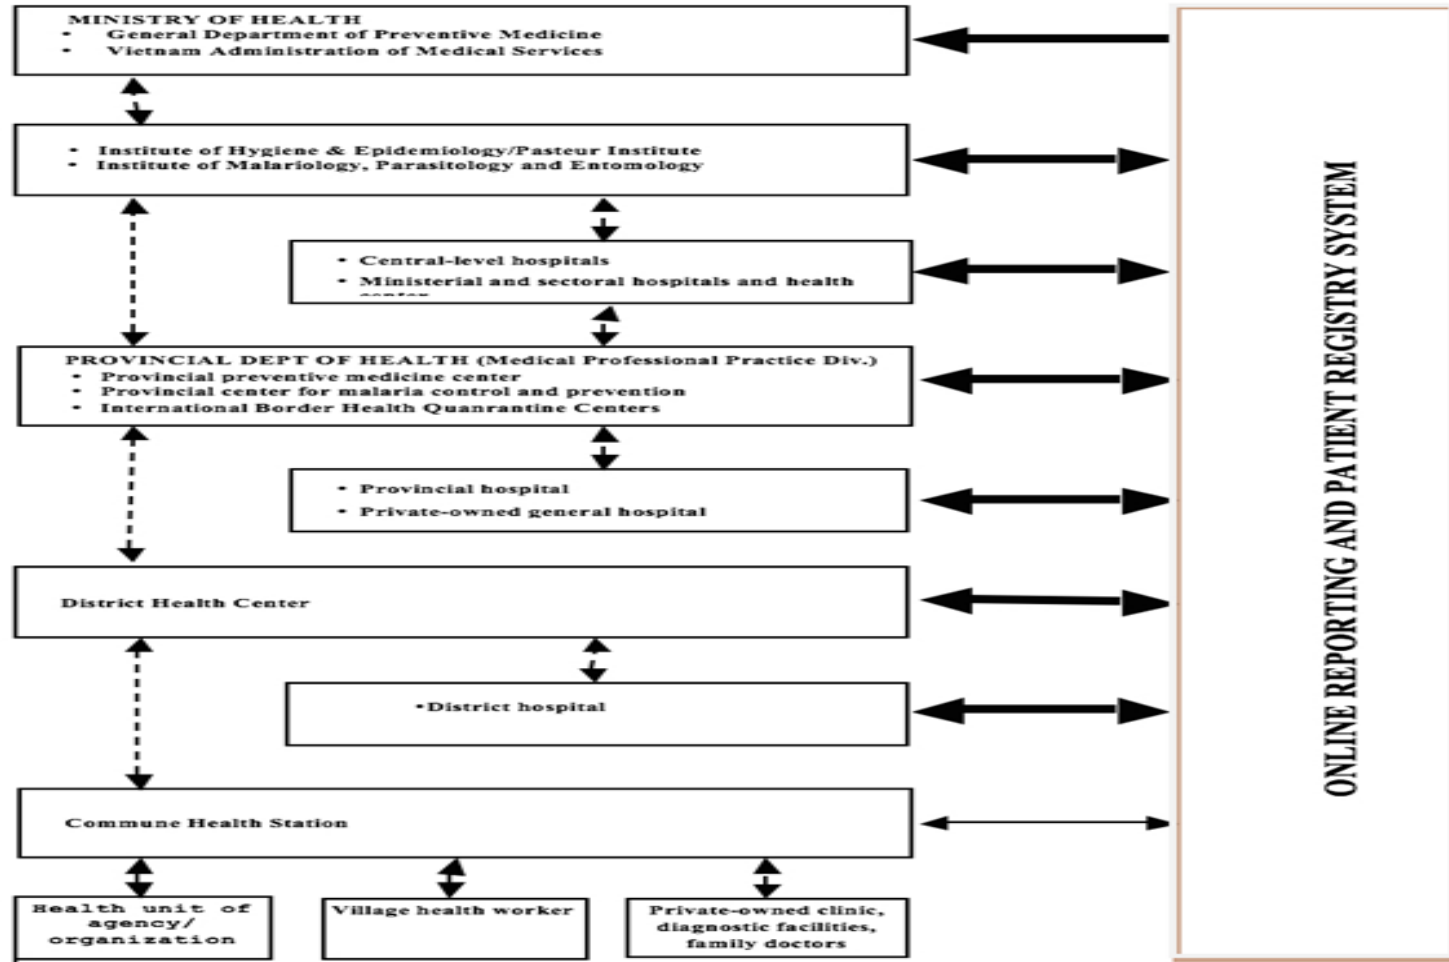 MINISTRY OF HEALTH
• General Department of Preventive Medicine
• Vietnam Administration of Medical Services
• Institute of Hygiene & Epidemiology/Pasteur Institute
• Institute of Malariology, Parasitology and Entomology
• Central-level hospitals
• Ministerial and sectoral hospitals and health
PROVINCIAL DEPT OF HEALTH (Medical Professional Practice Div.)
• Provincial preventive medicine center
• Provincial center for malaria control and prevention
• International Border Health Quanrantine Centers
• Provincial hospital
• Private-owned general hospital
District Health Center
•District hospital
Commune Health Station
Health unit of
agency/
organization
Village health worker
Private-owned clinic,
diagnostic facilities,
family doctors
ONLINE REPORTING AND PATIENT REGISTRY SYSTEM